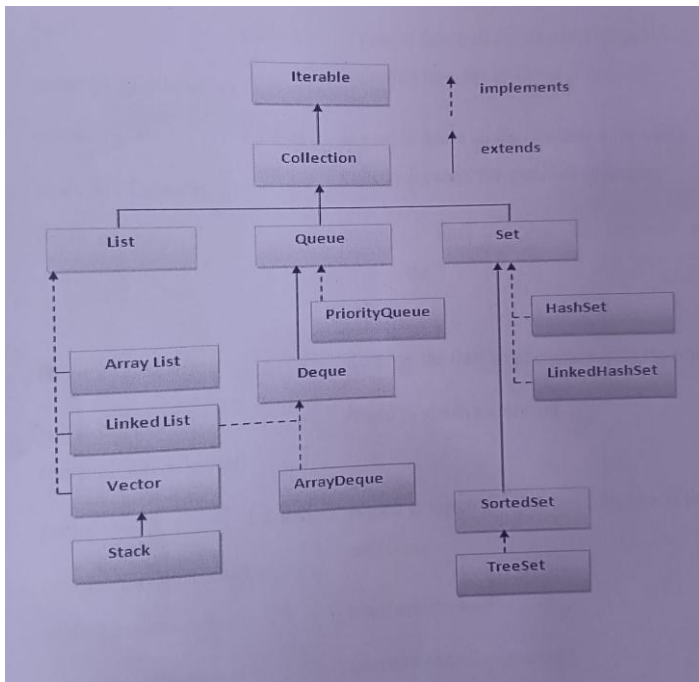 Iterable
implements
Collection
extends
List
Queue
Set
PriorityQueue
HashSet
Array List
Deque
LinkedHashSet
Linked List
Vector
ArrayDeque
SortedSet
Stack
TreeSet